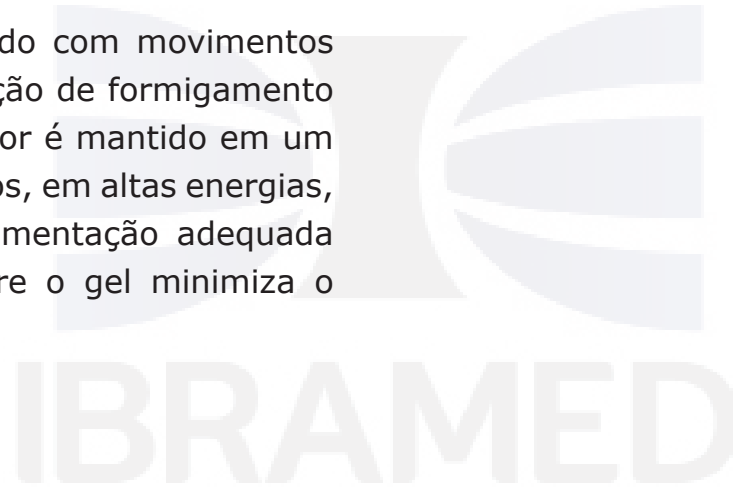 do com movimentos
ção de formigamento
or é mantido em um
os, em altas energias,
mentação adequada
re o gel minimiza o
IBRAMED